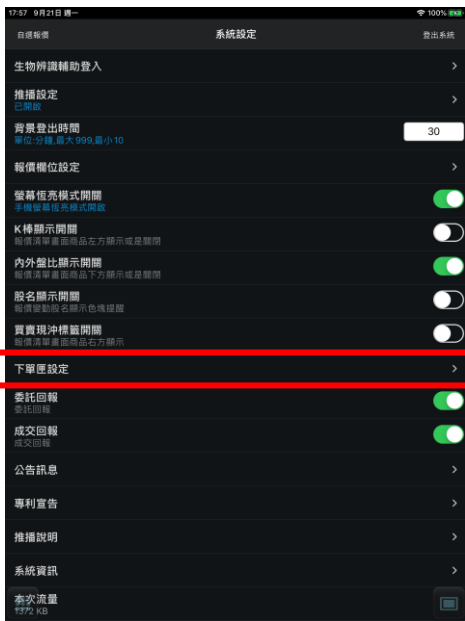 17:57 9月21日 週一
100%
自選報價
系統設定
登出系統
生物辨識輔助登入
推播設定
已開啟
背景登出時間
單位:分鐘,最大999,最小10
30
報價欄位設定
螢幕恆亮模式開關
手機螢幕恆亮模式開啟
K棒顯示開關
報價清單畫面商品左方顯示或是關閉
內外盤比顯示開關
報價清單畫面商品下方顯示或是關閉
股名顯示開關
報價變動股名顯示色塊提醒
買賣現沖標籤開關
報價清單畫面商品右方顯示
下單匣設定
委託回報
委託回報
成交回報
成交回報
公告訊息
專利宣告
推播說明
系統資訊
本次流量
1372 KB